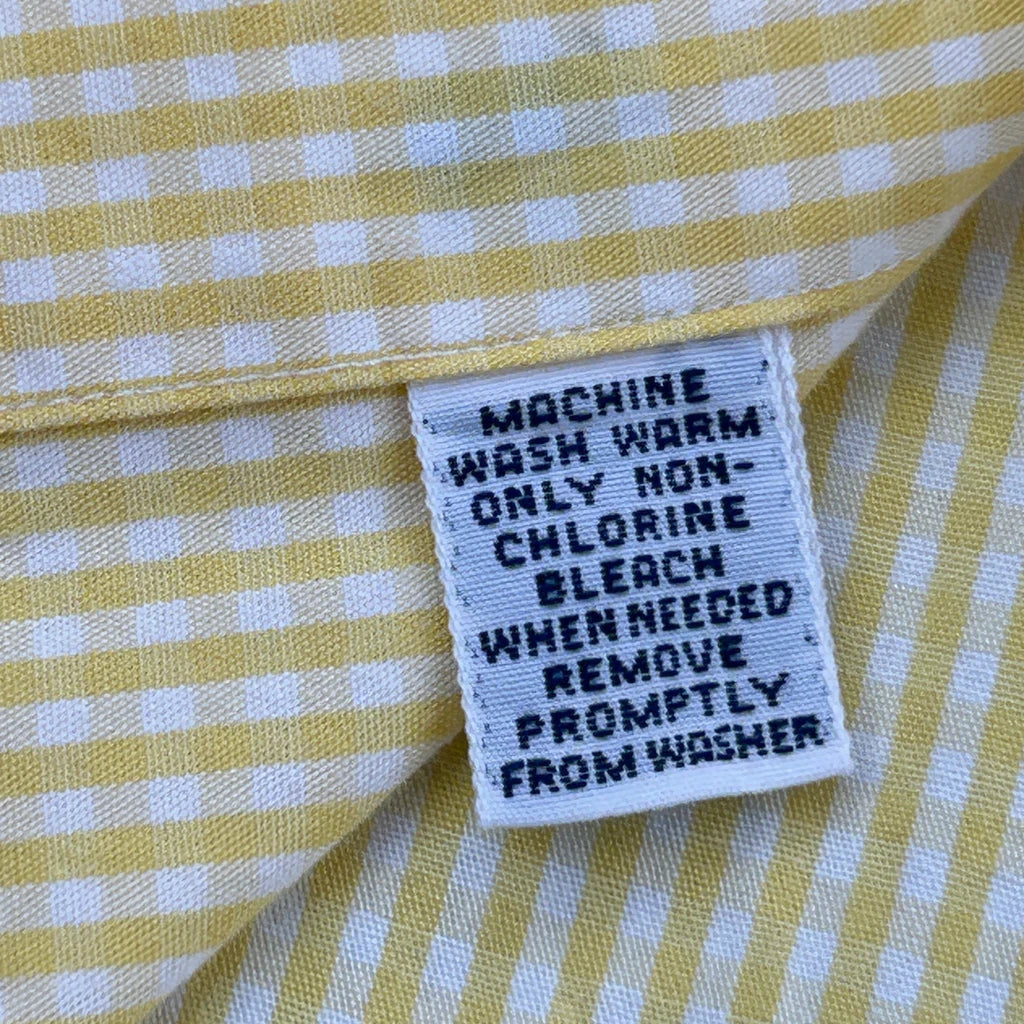 MACHINE
WASH WARM
ONLY NON-
CHLORINE
BLEACH
WHEN NEEDED
REMOVE
PROMPTLY
FROM WASHER